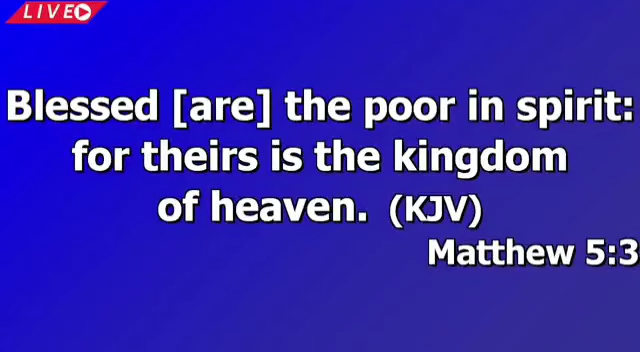 LIVE
Blessed [are] the poor in spirit:
for theirs is the kingdom
of heaven. (KJV)
Matthew 5:3